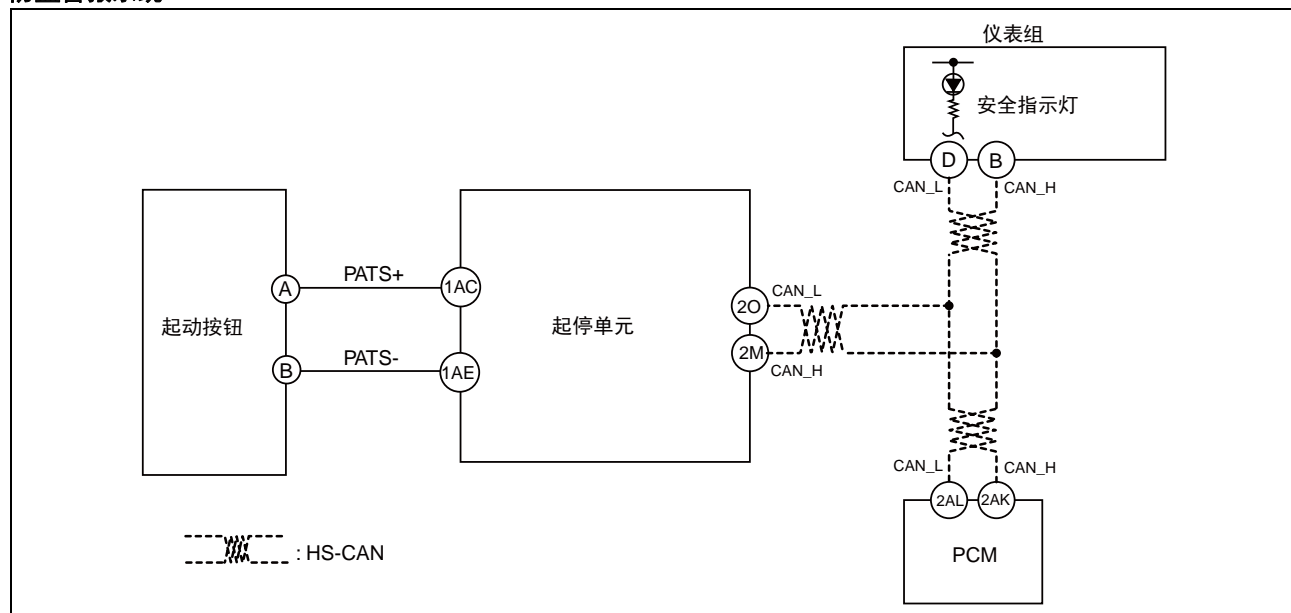 仪表组
安全指示灯
D
B
CAN_L
CAN_H
起动按钮
A
PATS+
1AC
B
PATS-
1AE
起停单元
2O
CAN_L
2M
CAN_H
CAN_L
CAN_H
2AL
2AK
PCM
: HS-CAN